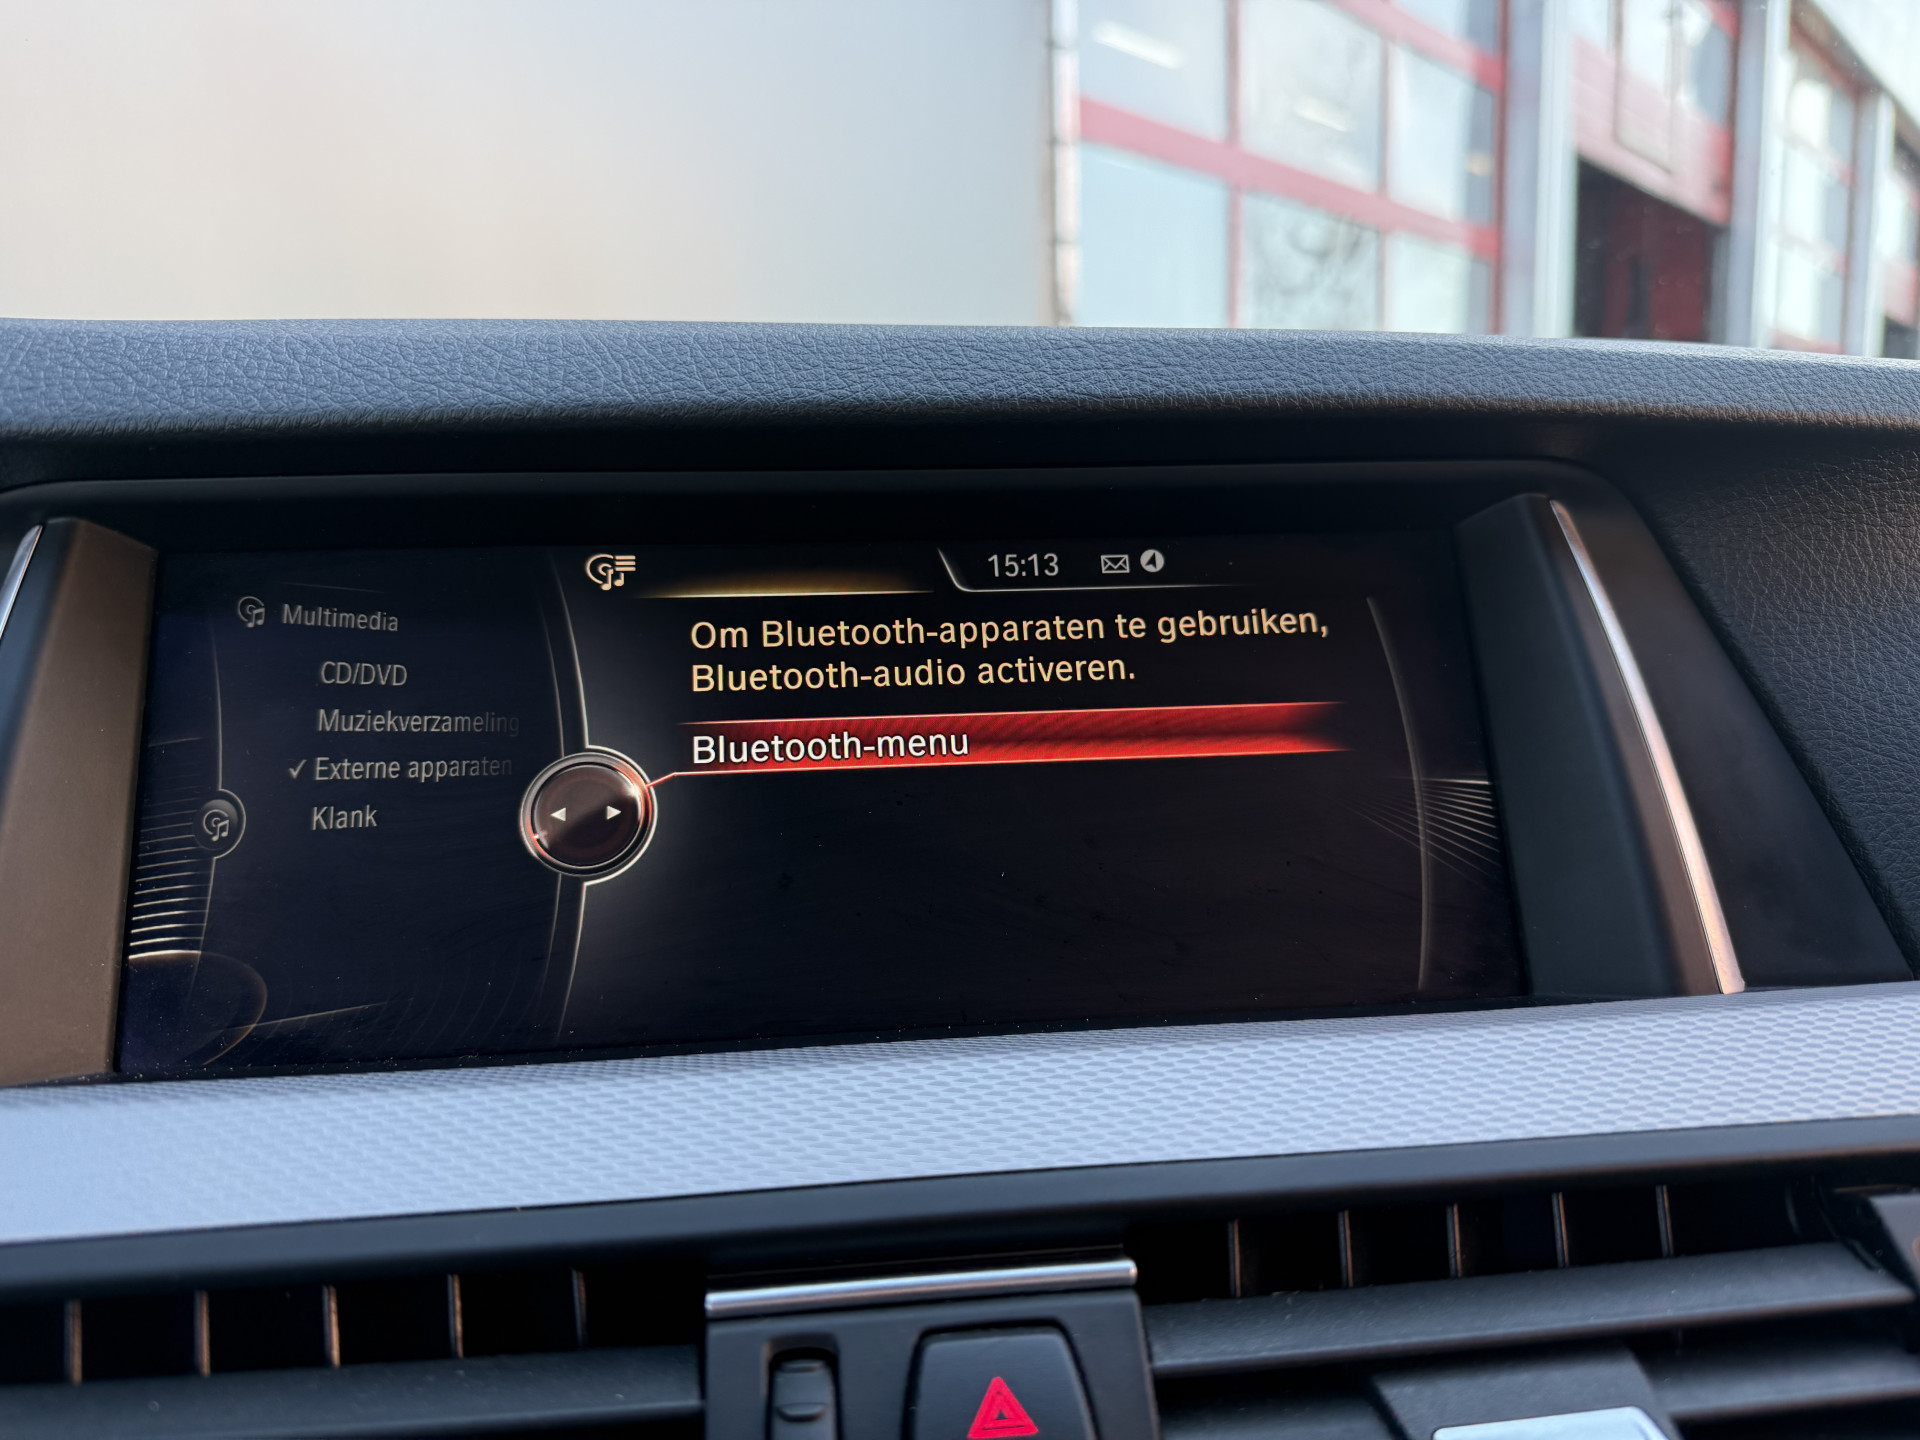 15:13
Multimedia
CD/DVD
Muziekverzameling
Externe apparaten
Klank
Om Bluetooth-apparaten te gebruiken,
Bluetooth-audio activeren.
Bluetooth-menu